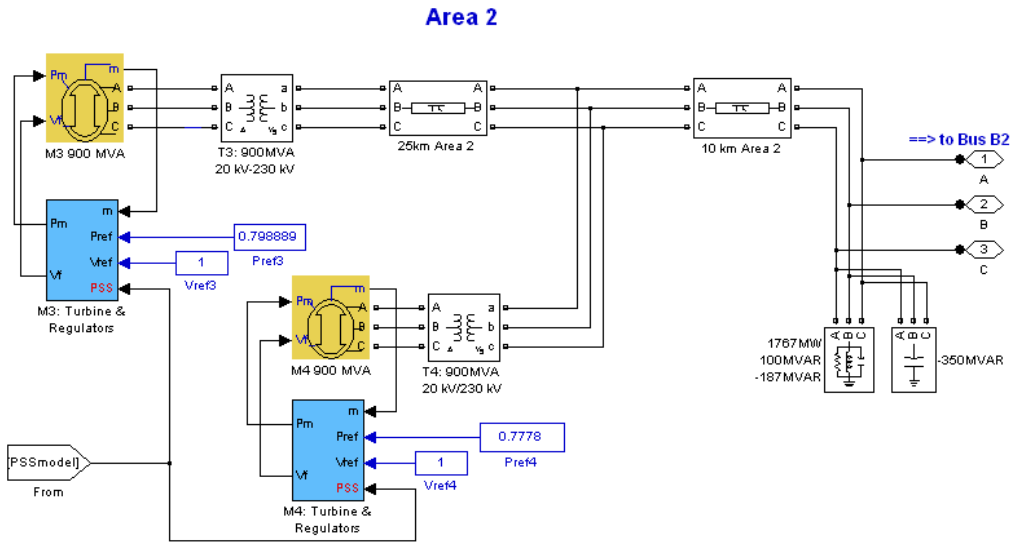 Area 2
Pm
m
A
B
C
Vf
M3 900 MVA
A
B
C
a
b
c
Δ
Yg
T3: 900MVA
20 kV-230 kV
A
B
C
A
B
C
25km Area 2
A
B
C
A
B
C
10 km Area 2
==> to Bus B2
1
A
2
B
3
C
m
Pm
Pref
Vref
Vf
PSS
M3: Turbine &
Regulators
0.798889
Pref3
1
Vref3
Pm
m
A
B
C
Vf
M4 900 MVA
A
B
C
a
b
c
Δ
Yg
T4: 900MVA
20 kV/230 kV
A B C
1767MW
100MVAR
-187MVAR
A B C
-350MVAR
m
Pm
Pref
Vref
Vf
PSS
M4: Turbine &
Regulators
0.7778
Pref4
1
Vref4
[PSSmodel]
From